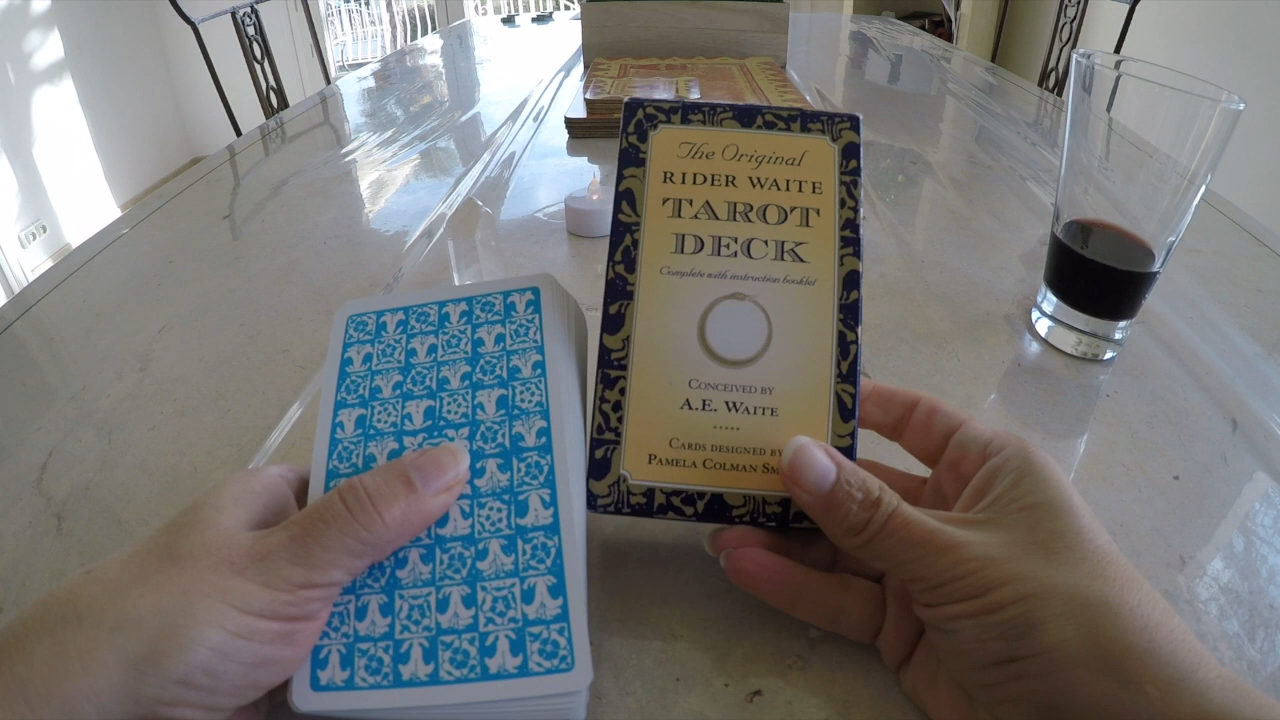 The Original
RIDER WAITE
TAROT
DECK
Complete with instruction booklet
CONCEIVED BY
A.E. WAITE
CARDS DESIGNED BY
PAMELA COLMAN